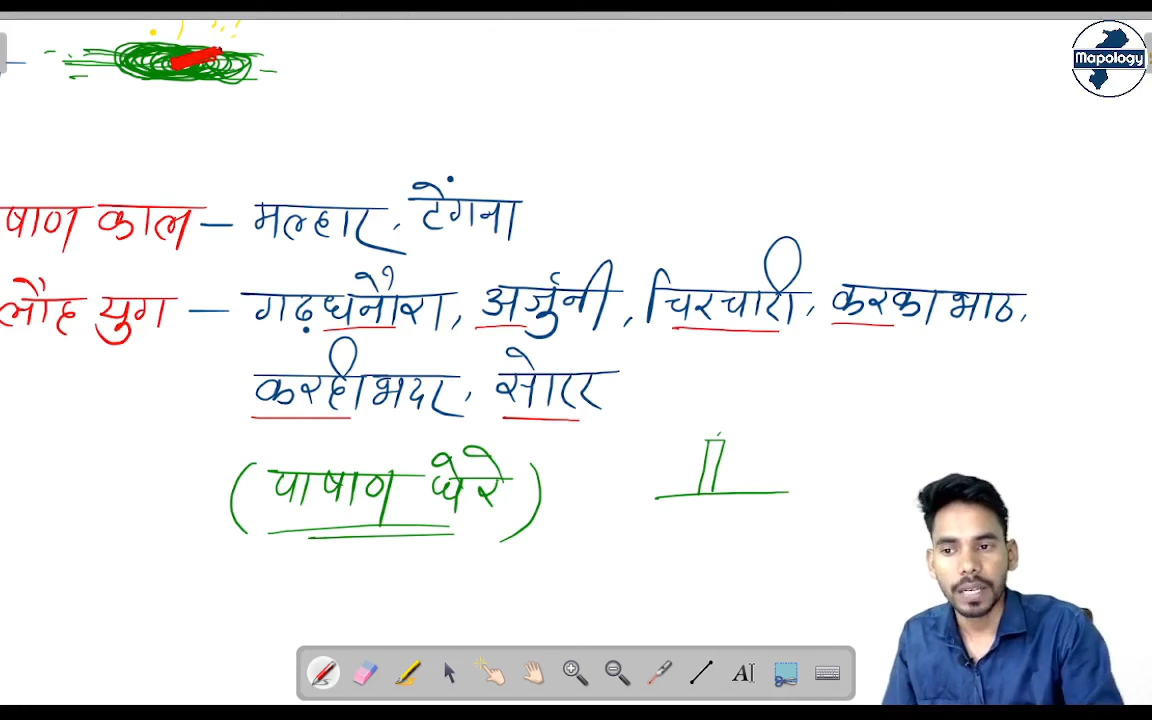 Mapology
षाण काल – मल्हार, टेंगना
लौह युग – गढ़धनौरा, अर्जुनी, चिरचारी, करकाभाठ,
करहीभदर, सोरर
(पाषाण घेरे)